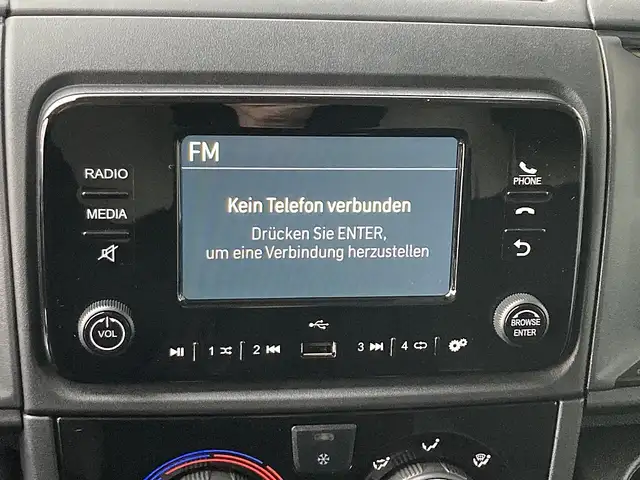 FM
RADIO
MEDIA
Kein Telefon verbunden
Drücken Sie ENTER,
um eine Verbindung herzustellen
PHONE
VOL
BROWSE
ENTER
1
2
3
4